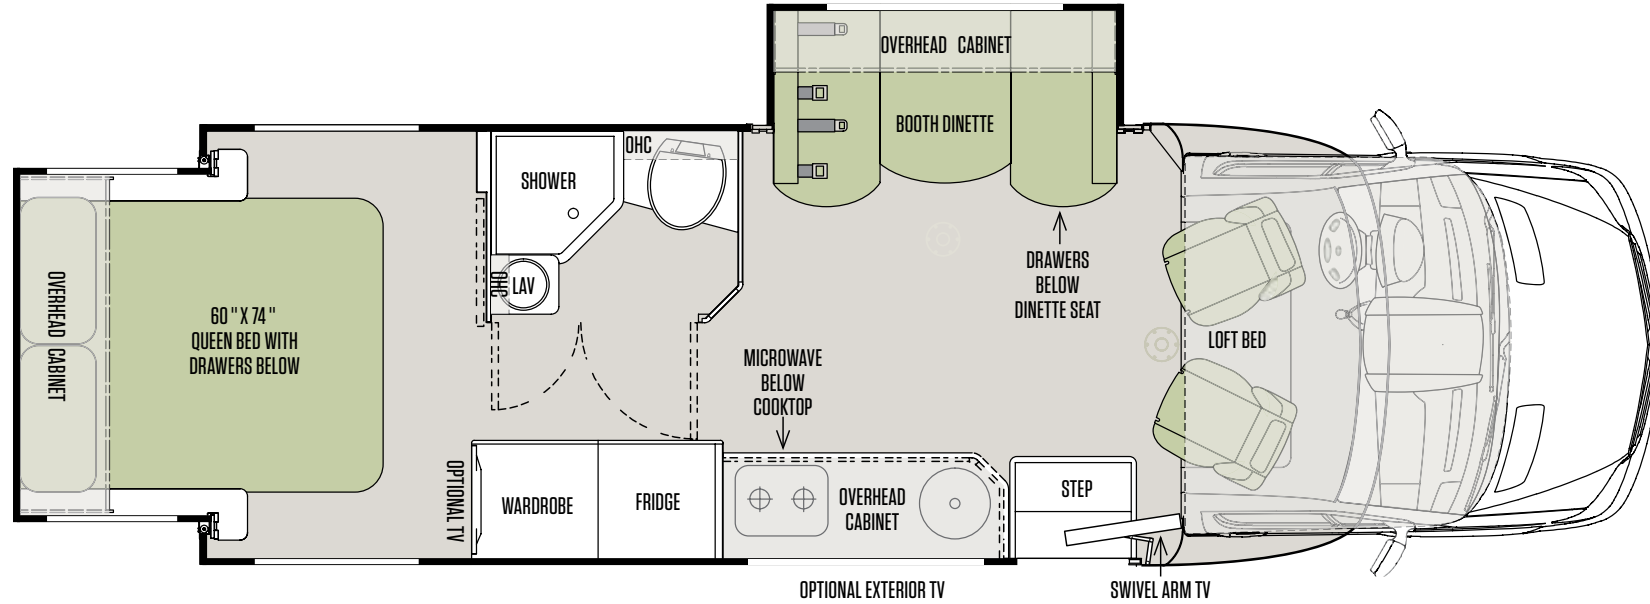 OVERHEAD CABINET
BOOTH DINETTE
OHC
SHOWER
OHC
LAV
OVERHEAD CABINET
60" X 74"
QUEEN BED WITH
DRAWERS BELOW
DRAWERS
BELOW
DINETTE SEAT
LOFT BED
MICROWAVE
BELOW
COOKTOP
OPTIONAL TV
WARDROBE
FRIDGE
OVERHEAD
CABINET
STEP
OPTIONAL EXTERIOR TV
SWIVEL ARM TV